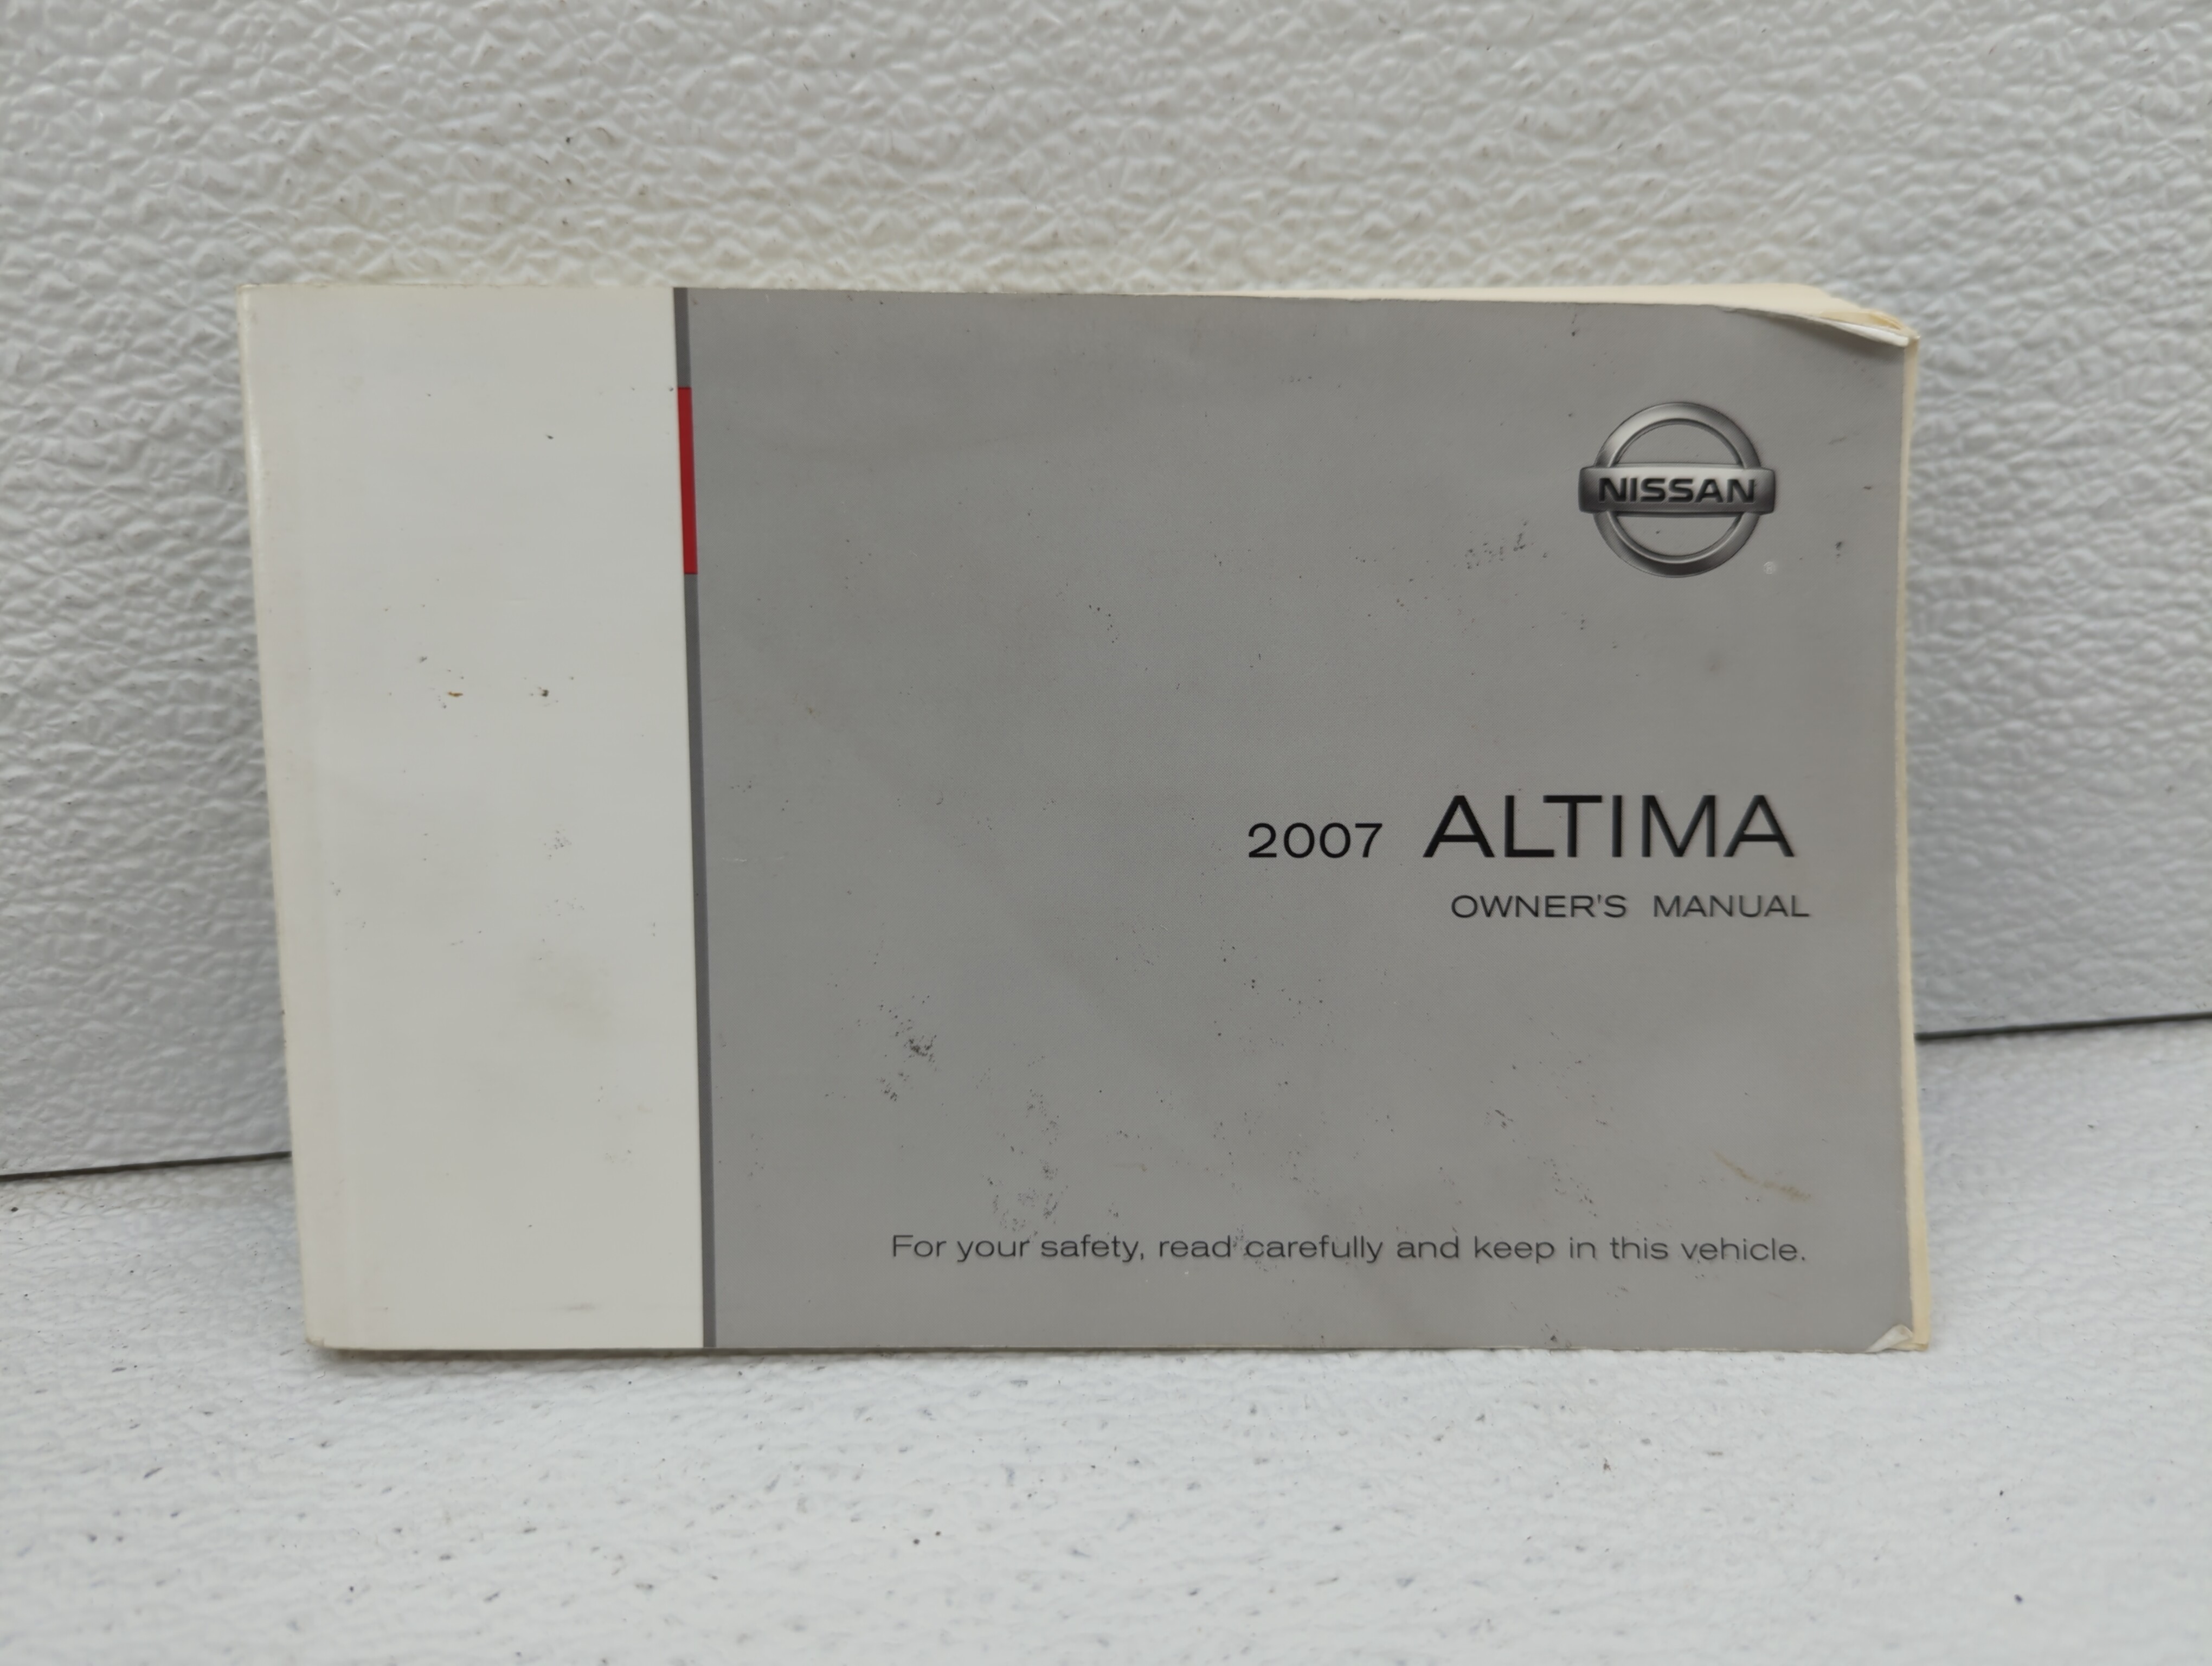 NISSAN
2007 ALTIMA
OWNER'S MANUAL
For your safety, read carefully and keep in this vehicle.